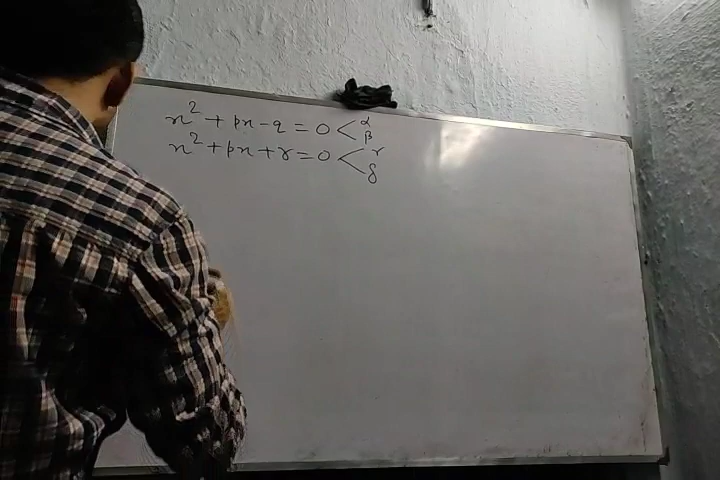 x² + px - q = 0 < α β
x² + px + r = 0 < γ δ